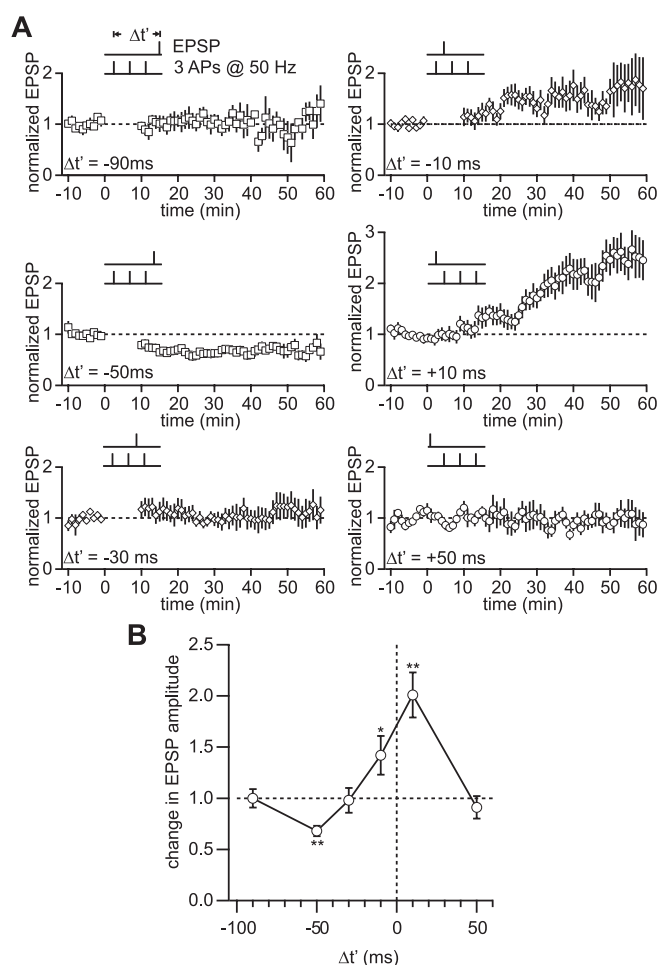 A
Δt'
EPSP
3 APs @ 50 Hz
normalized EPSP
2
1
0
Δt' = -90ms
-10 0 10 20 30 40 50 60
time (min)
normalized EPSP
2
1
0
Δt' = -10 ms
-10 0 10 20 30 40 50 60
time (min)
normalized EPSP
2
1
0
Δt' = -50ms
-10 0 10 20 30 40 50 60
time (min)
normalized EPSP
3
2
1
0
Δt' = +10 ms
-10 0 10 20 30 40 50 60
time (min)
normalized EPSP
2
1
0
Δt' = -30 ms
-10 0 10 20 30 40 50 60
time (min)
normalized EPSP
2
1
0
Δt' = +50 ms
-10 0 10 20 30 40 50 60
time (min)
B
change in EPSP amplitude
2.5
2.0
1.5
1.0
0.5
0.0
**
*
**
-100 -50 0 50
Δt' (ms)